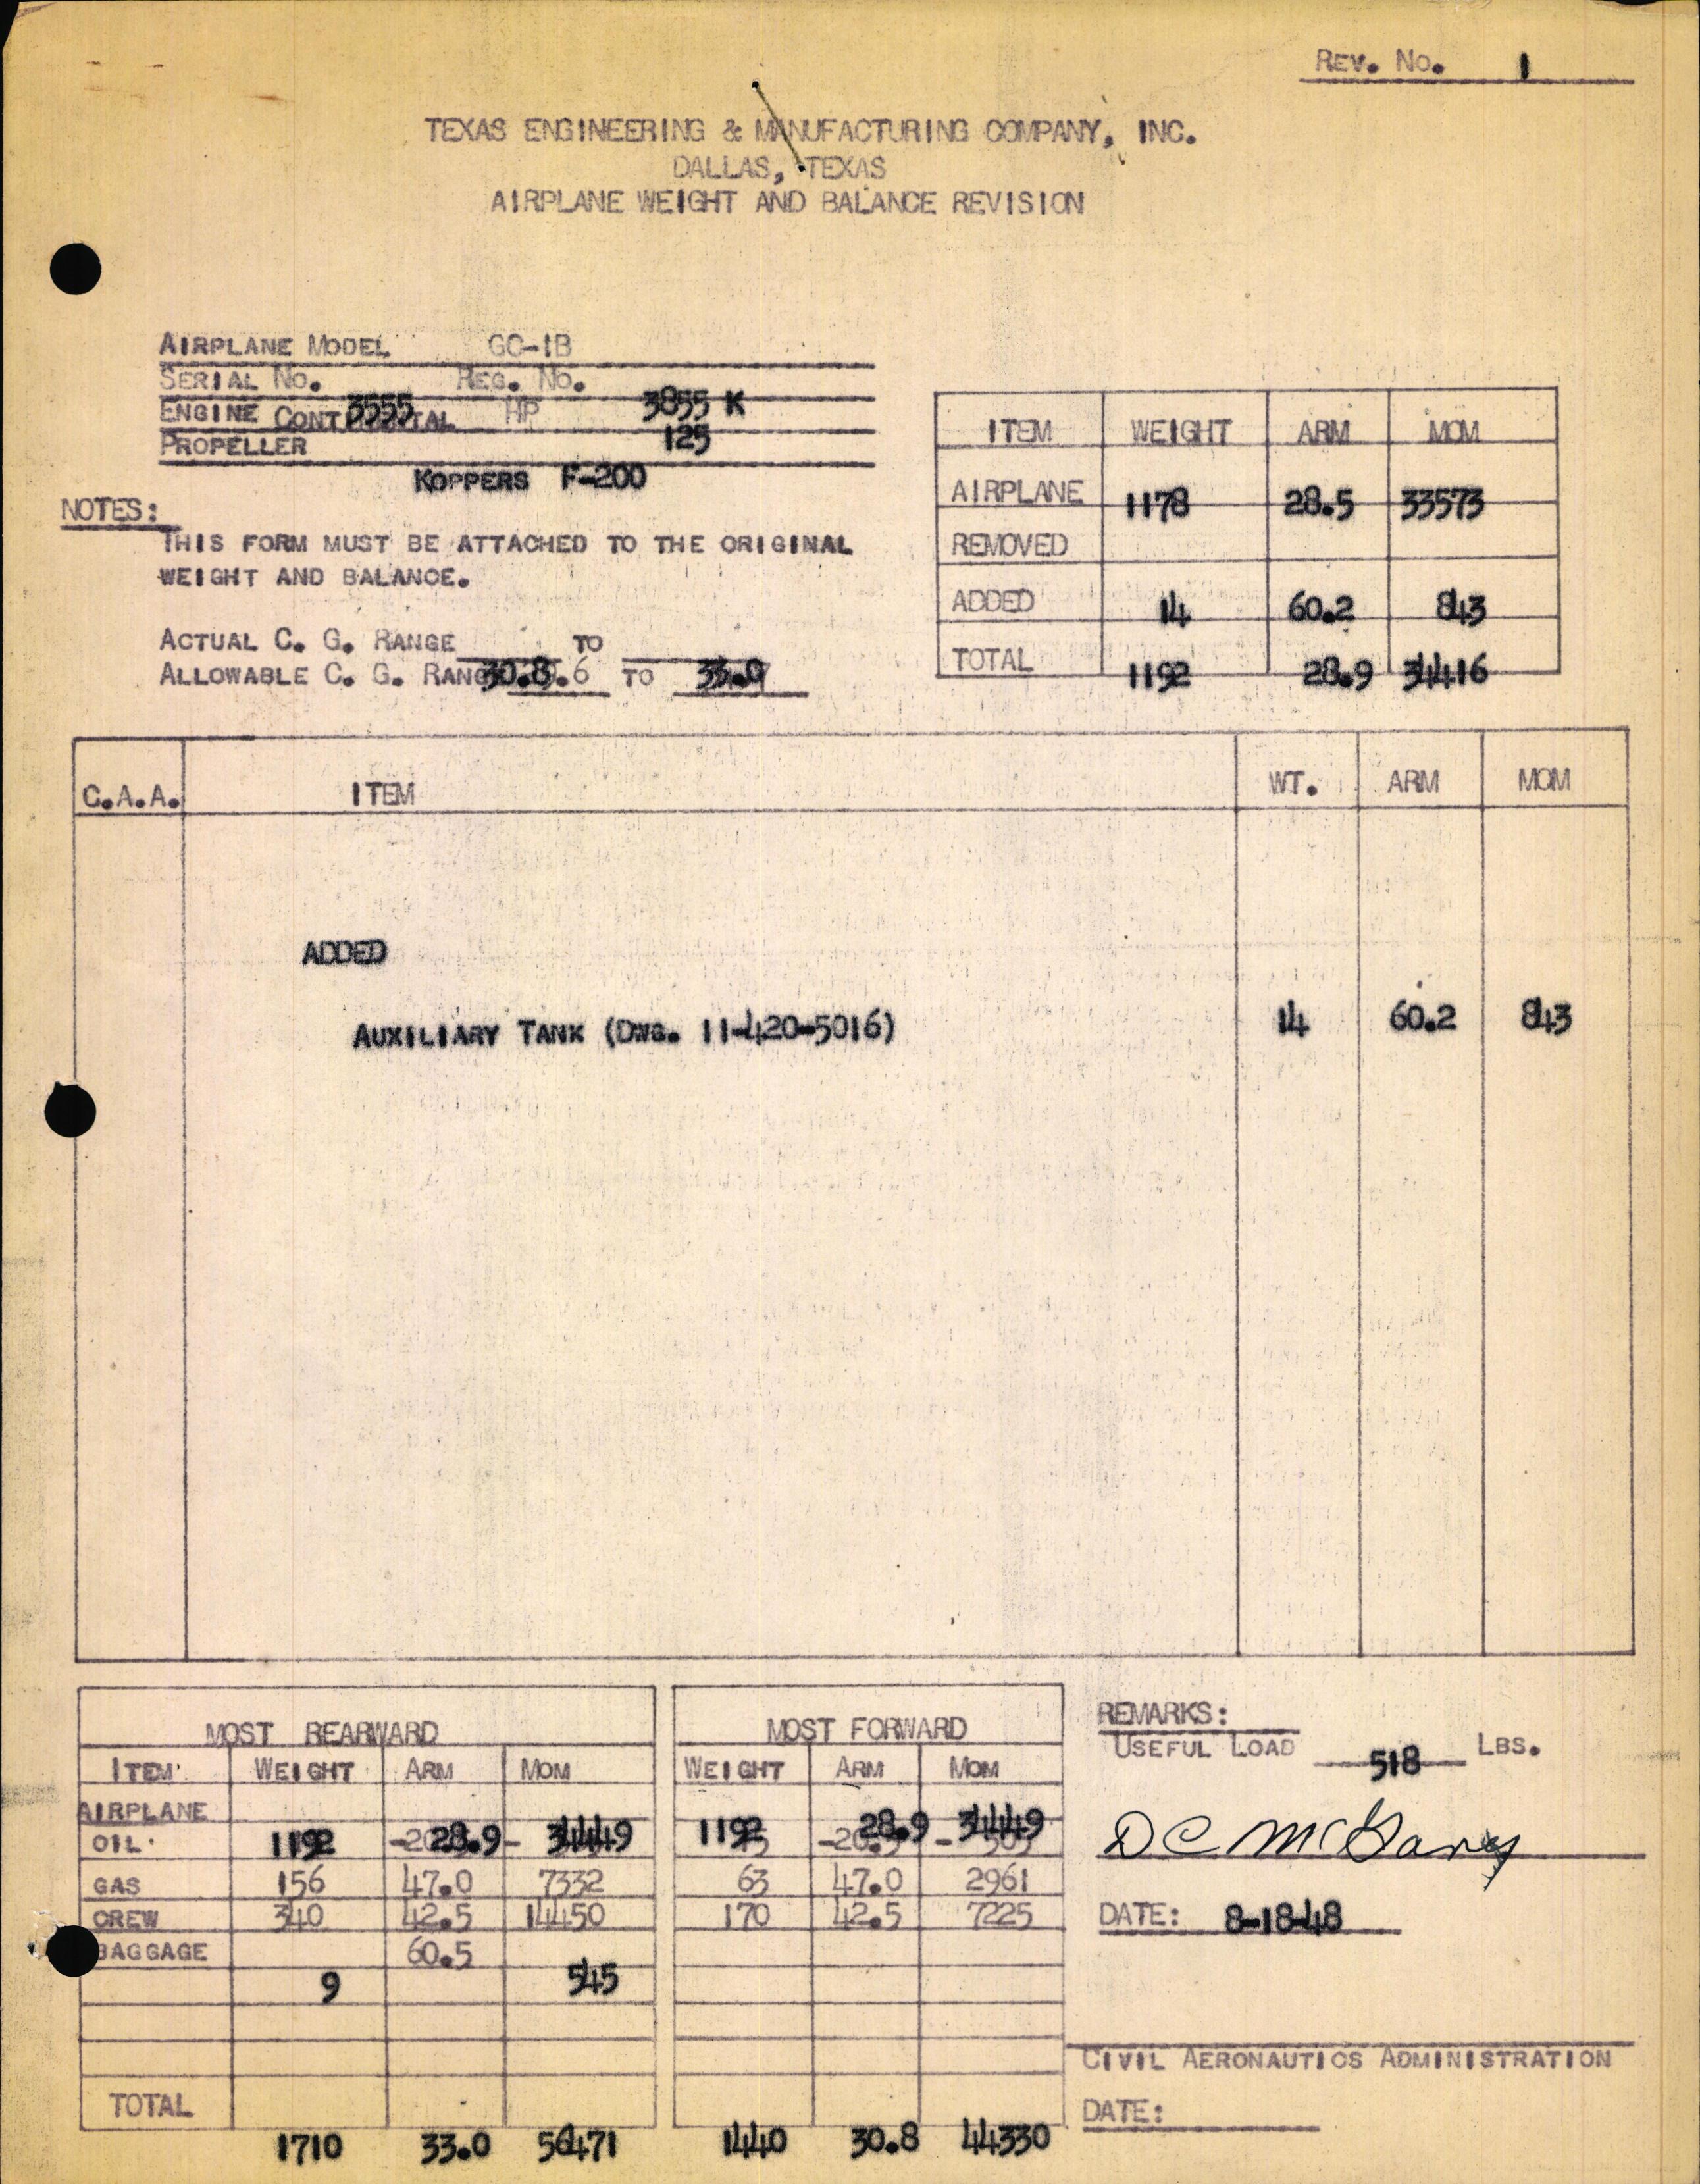 REV. NO. 1
TEXAS ENGINEERING & MANUFACTURING COMPANY, INC.
DALLAS, TEXAS
AIRPLANE WEIGHT AND BALANCE REVISION
AIRPLANE MODEL GC-1B
SERIAL NO. 3555 REG. NO. 3855 K
ENGINE CONTINENTAL HP 125
PROPELLER KOPPERS F-200
NOTES:
THIS FORM MUST BE ATTACHED TO THE ORIGINAL
WEIGHT AND BALANCE.
ACTUAL C. G. RANGE 30.8 TO 33.0
ALLOWABLE C. G. RANGE TO
ITEM WEIGHT ARM MOM
AIRPLANE 1178 28.5 33573
REMOVED
ADDED 14 60.2 843
TOTAL 1192 28.9 34416
C.A.A. ITEM WT. ARM MOM
ADDED
AUXILIARY TANK (DWG. 11-420-5016) 14 60.2 843
MOST REARWARD
ITEM WEIGHT ARM MOM
AIRPLANE 1192 28.9 34449
OIL
GAS 156 47.0 7332
CREW 340 42.5 14450
BAGGAGE 9 60.5 545
TOTAL 1710 33.0 56471
MOST FORWARD
WEIGHT ARM MOM
1192 28.9 34449
63 47.0 2961
170 42.5 7225
1440 30.8 44330
REMARKS:
USEFUL LOAD 518 LBS.
D C McGary
DATE: 8-18-48
CIVIL AERONAUTICS ADMINISTRATION
DATE: